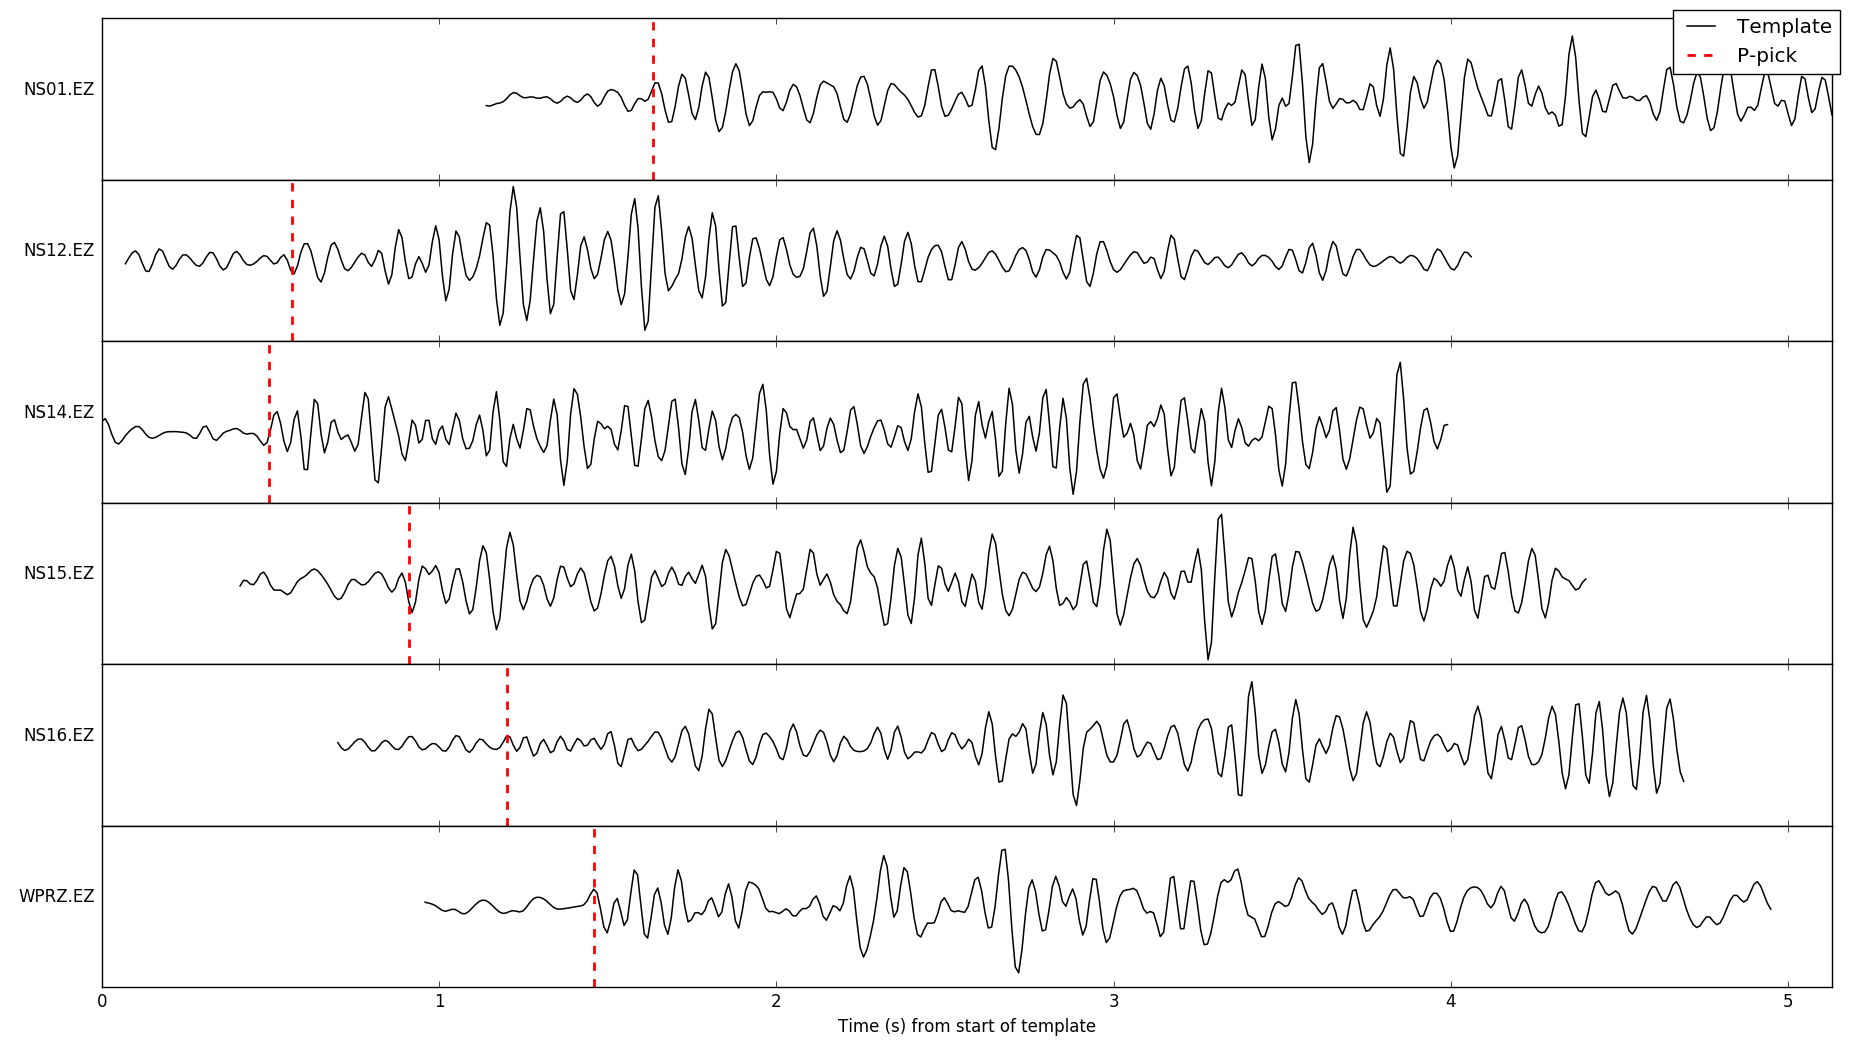 Template
P-pick
NS01.EZ
NS12.EZ
NS14.EZ
NS15.EZ
NS16.EZ
WPRZ.EZ
0 1 2 3 4 5
Time (s) from start of template